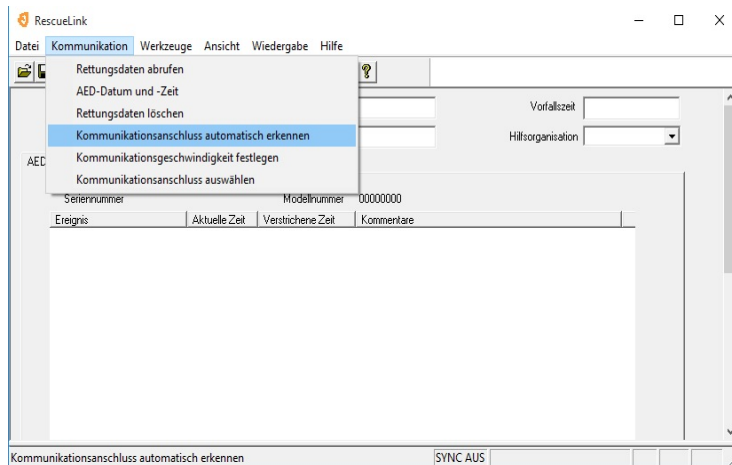 RescueLink
Datei Kommunikation Werkzeuge Ansicht Wiedergabe Hilfe
Rettungsdaten abrufen
AED-Datum und -Zeit
Rettungsdaten löschen
Kommunikationsanschluss automatisch erkennen
Kommunikationsgeschwindigkeit festlegen
Kommunikationsanschluss auswählen
Vorfallszeit
Hilfsorganisation
AED
Seriennummer Modellnummer 00000000
Ereignis Aktuelle Zeit Verstrichene Zeit Kommentare
Kommunikationsanschluss automatisch erkennen SYNC AUS